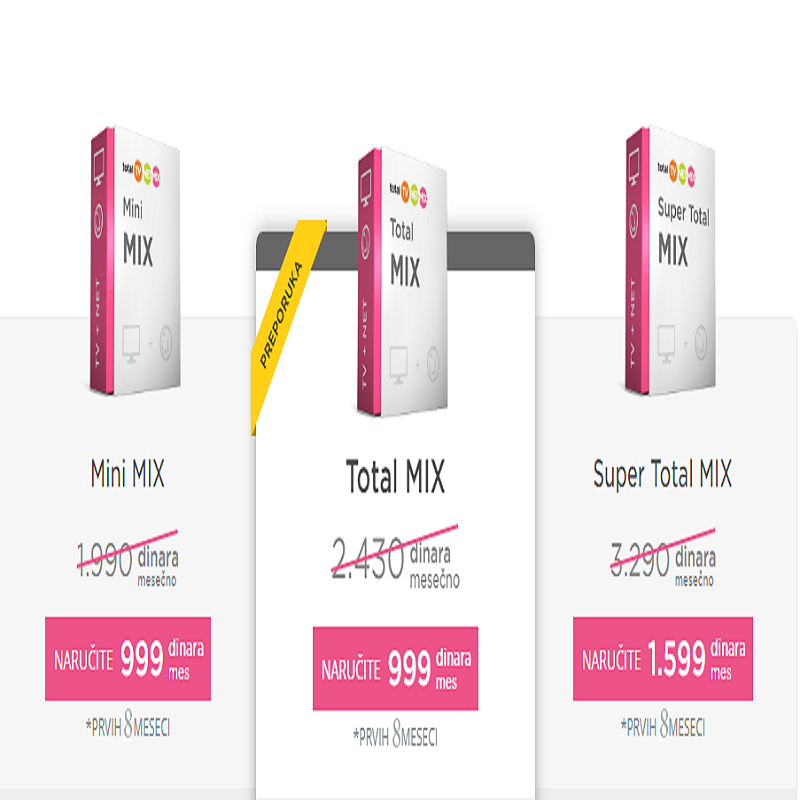 total TV NET MIX
Mini
MIX
TV + NET
Mini MIX
1.990 dinara
mesečno
NARUČITE 999 dinara
mes
*PRVIH 8 MESECI
PREPORUKA
total TV NET MIX
Total
MIX
TV + NET
Total MIX
2.430 dinara
mesečno
NARUČITE 999 dinara
mes
*PRVIH 8 MESECI
total TV NET MIX
Super Total
MIX
TV + NET
Super Total MIX
3.290 dinara
mesečno
NARUČITE 1.599 dinara
mes
*PRVIH 8 MESECI